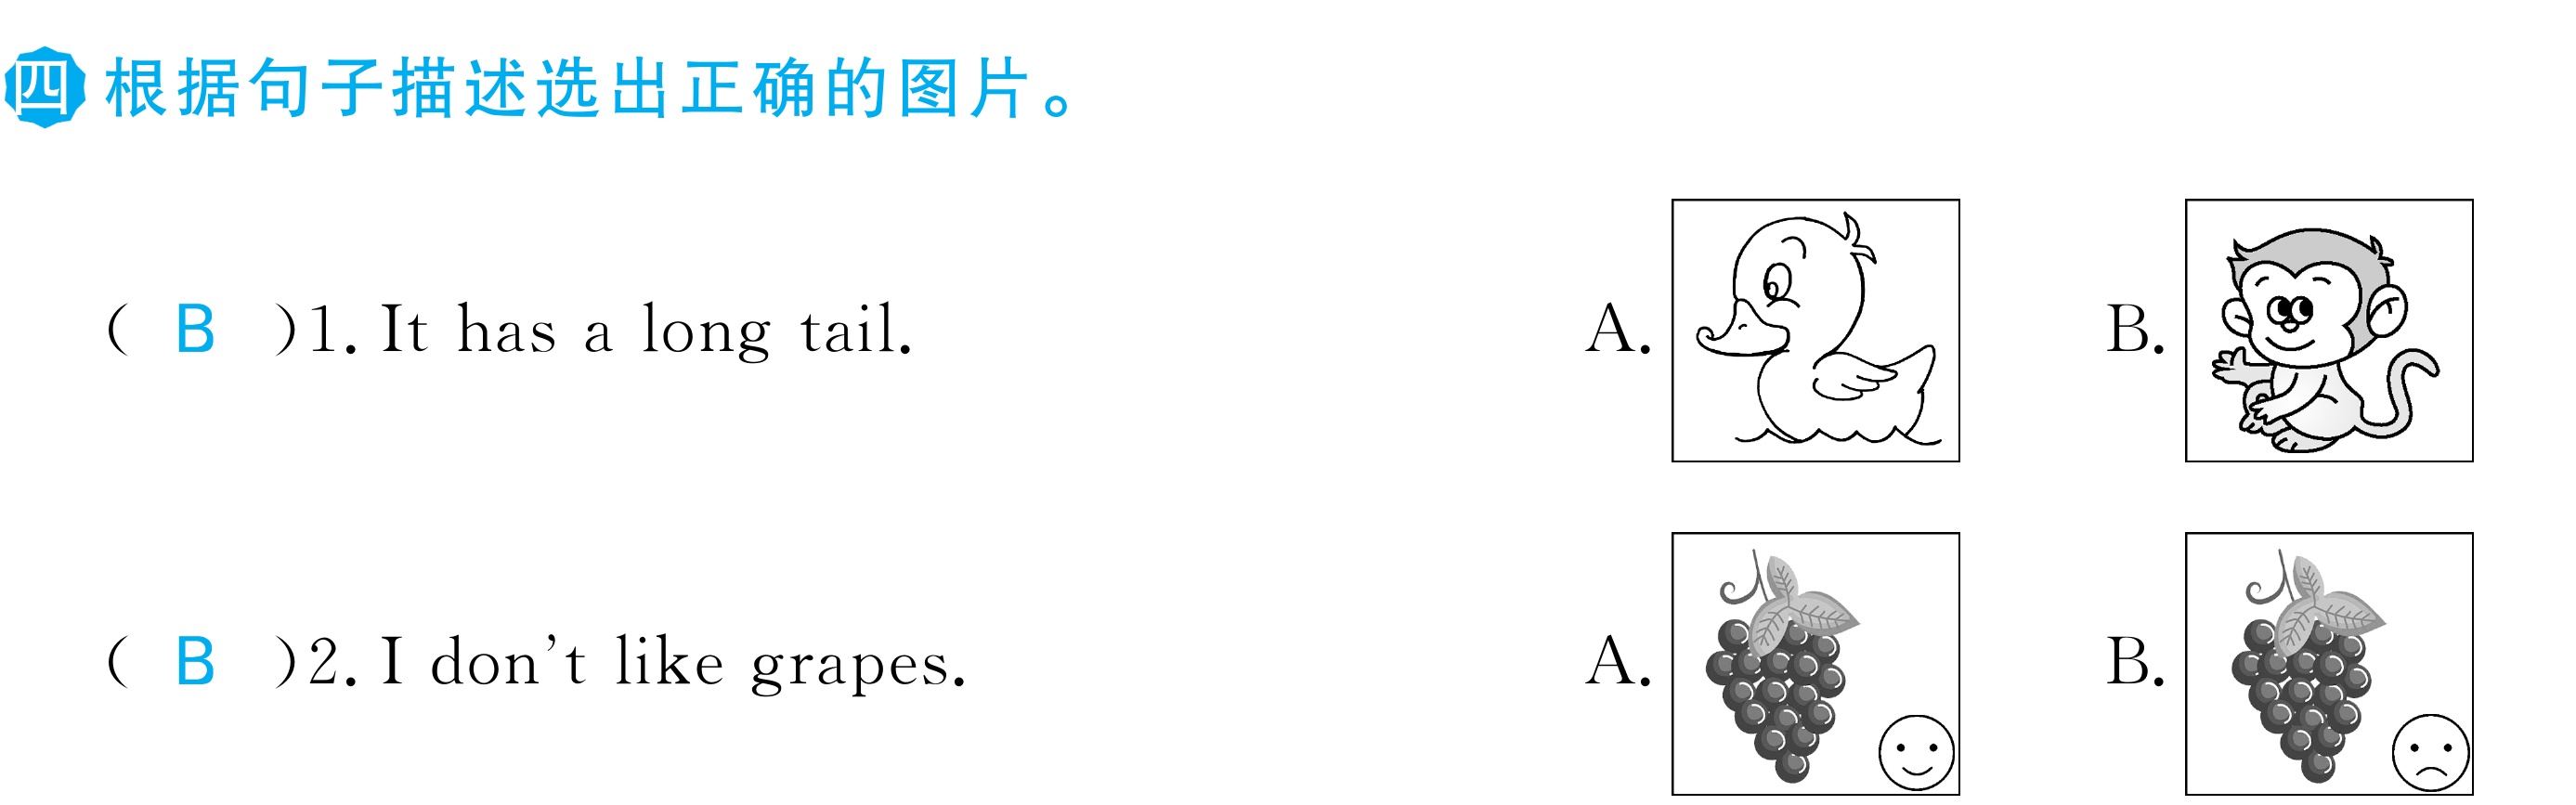 四 根据句子描述选出正确的图片。
( B )1. It has a long tail. A. B.
( B )2. I don't like grapes. A. B.